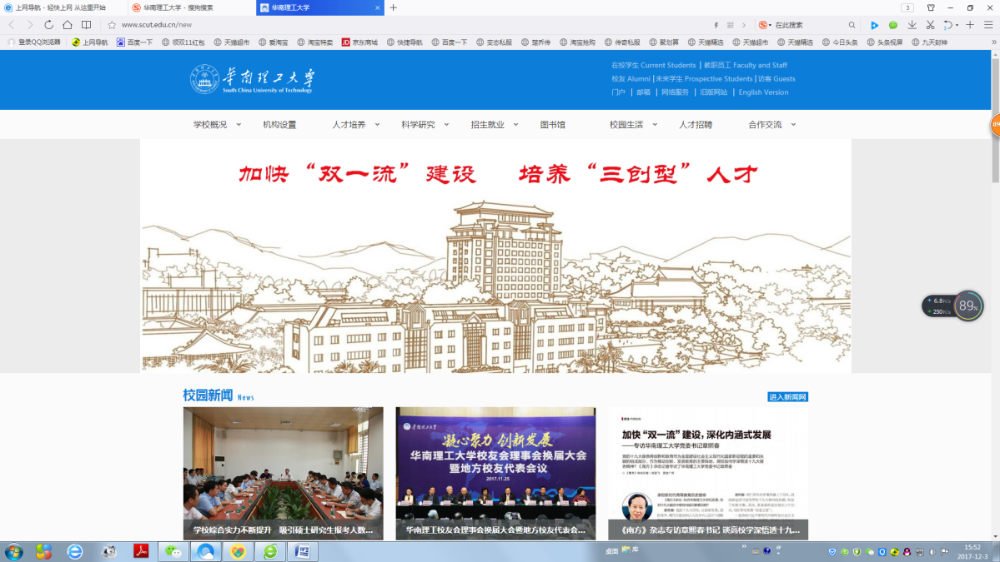 上网导航 - 轻快上网 从这里开始
华南理工大学 - 搜狗搜索
华南理工大学
3
www.scut.edu.cn/new
在此搜索
登录QQ浏览器
上网导航
百度一下
领双11红包
天猫超市
爱淘宝
淘宝特卖
京东商城
快捷导航
百度一下
变态私服
楚乔传
淘宝抢购
传奇私服
聚划算
天猫精选
天猫超市
天猫精选
今日头条
头条视屏
九天封神
华南理工大学
South China University of Technology
在校学生 Current Students | 教职员工 Faculty and Staff
校友 Alumni | 未来学生 Prospective Students | 访客 Guests
门户 | 邮箱 | 网络服务 | 旧版网站 | English Version
学校概况 机构设置 人才培养 科学研究 招生就业 图书馆 校园生活 人才招聘 合作交流
加快“双一流”建设 培养“三创型”人才
89
6.8K/s
250K/s
89%
校园新闻 News
进入新闻网
学校综合实力不断提升 吸引硕士研究生报考人数...
华南理工大学
凝心聚力 创新发展
华南理工大学校友会理事会换届大会
暨地方校友代表会议
2017.11.25
华南理工校友会理事会换届大会暨地方校友代表会...
加快“双一流”建设，深化内涵式发展
——专访华南理工大学党委书记章熙春
《南方》杂志专访章熙春书记 谈高校学深悟透十九...
桌面
库
15:52
2017-12-3